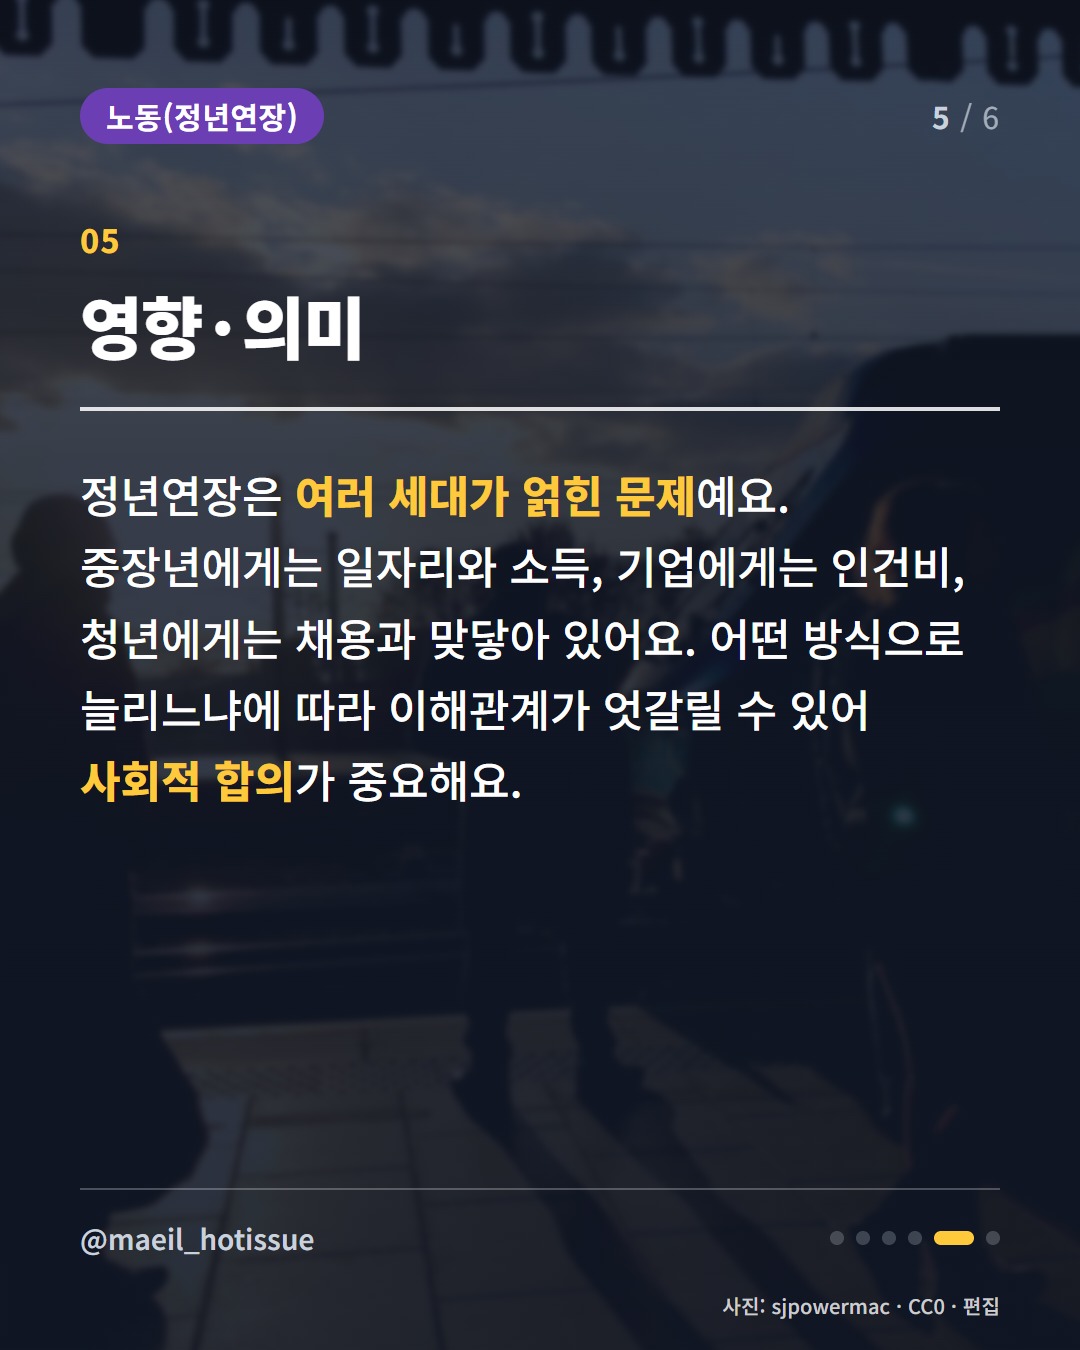 노동(정년연장)
5 / 6
05
영향·의미
정년연장은 여러 세대가 얽힌 문제예요.
중장년에게는 일자리와 소득, 기업에게는 인건비,
청년에게는 채용과 맞닿아 있어요. 어떤 방식으로
늘리느냐에 따라 이해관계가 엇갈릴 수 있어
사회적 합의가 중요해요.
@maeil_hotissue
사진: sjpowermac · CC0 · 편집